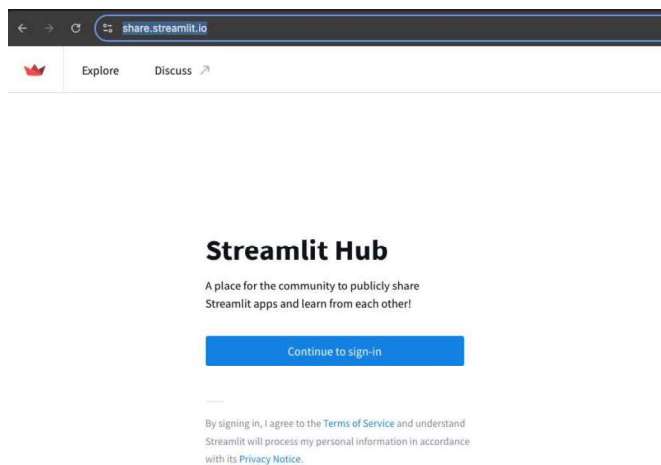 share.streamlit.io
Explore Discuss
Streamlit Hub
A place for the community to publicly share
Streamlit apps and learn from each other!
Continue to sign-in
By signing in, I agree to the Terms of Service and understand
Streamlit will process my personal information in accordance
with its Privacy Notice.